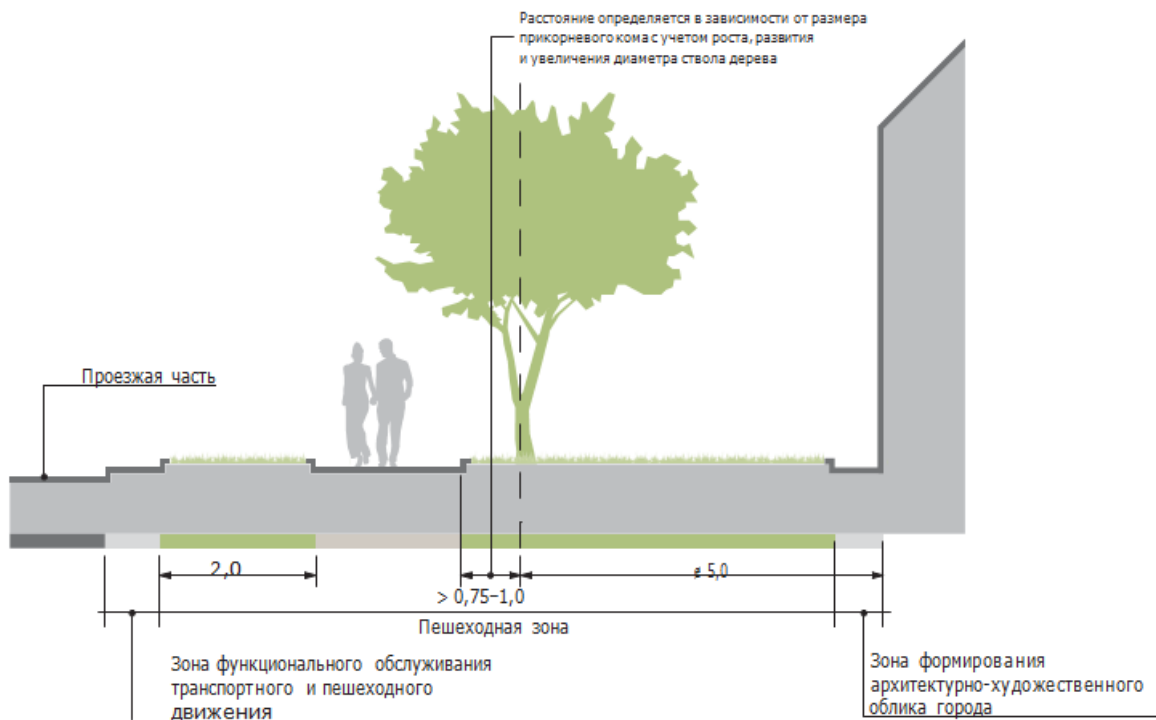 Расстояние определяется в зависимости от размера
прикорневого кома с учетом роста, развития
и увеличения диаметра ствола дерева
Проезжая часть
2,0
> 0,75–1,0
≠ 5,0
Пешеходная зона
Зона функционального обслуживания
транспортного и пешеходного
движения
Зона формирования
архитектурно-художественного
облика города